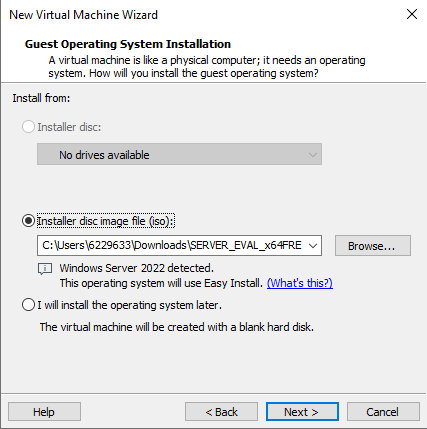 New Virtual Machine Wizard
Guest Operating System Installation
A virtual machine is like a physical computer; it needs an operating
system. How will you install the guest operating system?
Install from:
Installer disc:
No drives available
Installer disc image file (iso):
C:\Users\6229633\Downloads\SERVER_EVAL_x64FRE
Browse...
Windows Server 2022 detected.
This operating system will use Easy Install. (What's this?)
I will install the operating system later.
The virtual machine will be created with a blank hard disk.
Help
< Back
Next >
Cancel